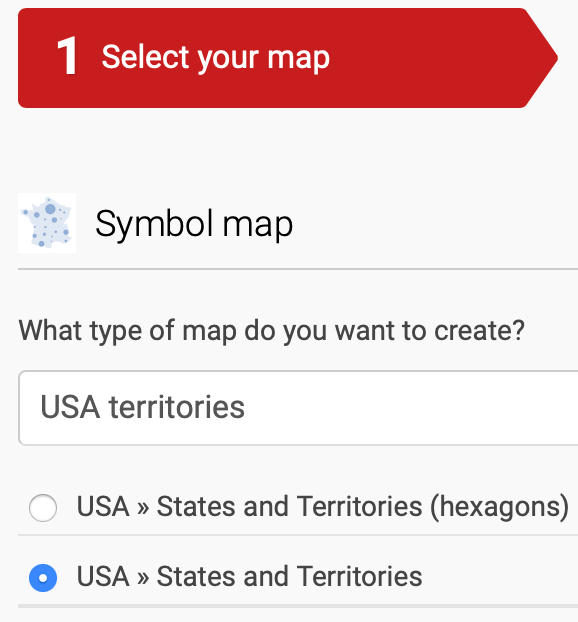 1 Select your map
Symbol map
What type of map do you want to create?
USA territories
USA » States and Territories (hexagons)
USA » States and Territories